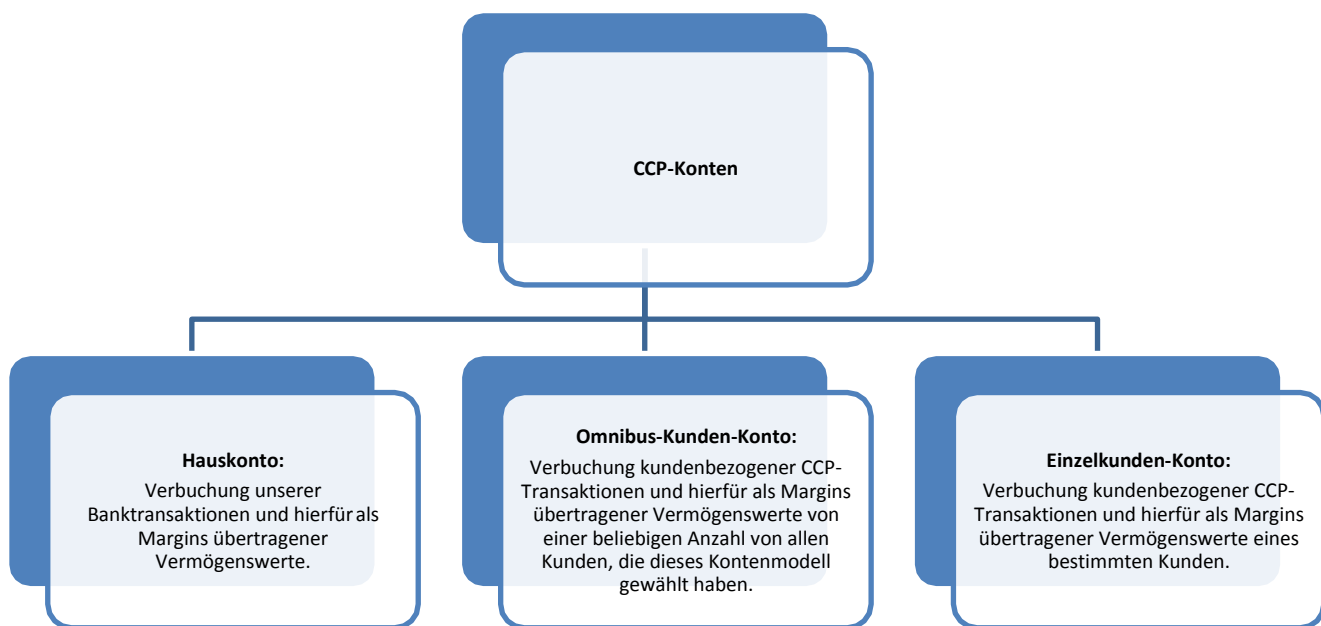 CCP-Konten
Hauskonto:
Verbuchung unserer
Banktransaktionen und hierfür als
Margins übertragener
Vermögenswerte.
Omnibus-Kunden-Konto:
Verbuchung kundenbezogener CCP-
Transaktionen und hierfür als Margins
übertragener Vermögenswerte von
einer beliebigen Anzahl von allen
Kunden, die dieses Kontenmodell
gewählt haben.
Einzelkunden-Konto:
Verbuchung kundenbezogener CCP-
Transaktionen und hierfür als Margins
übertragener Vermögenswerte eines
bestimmten Kunden.